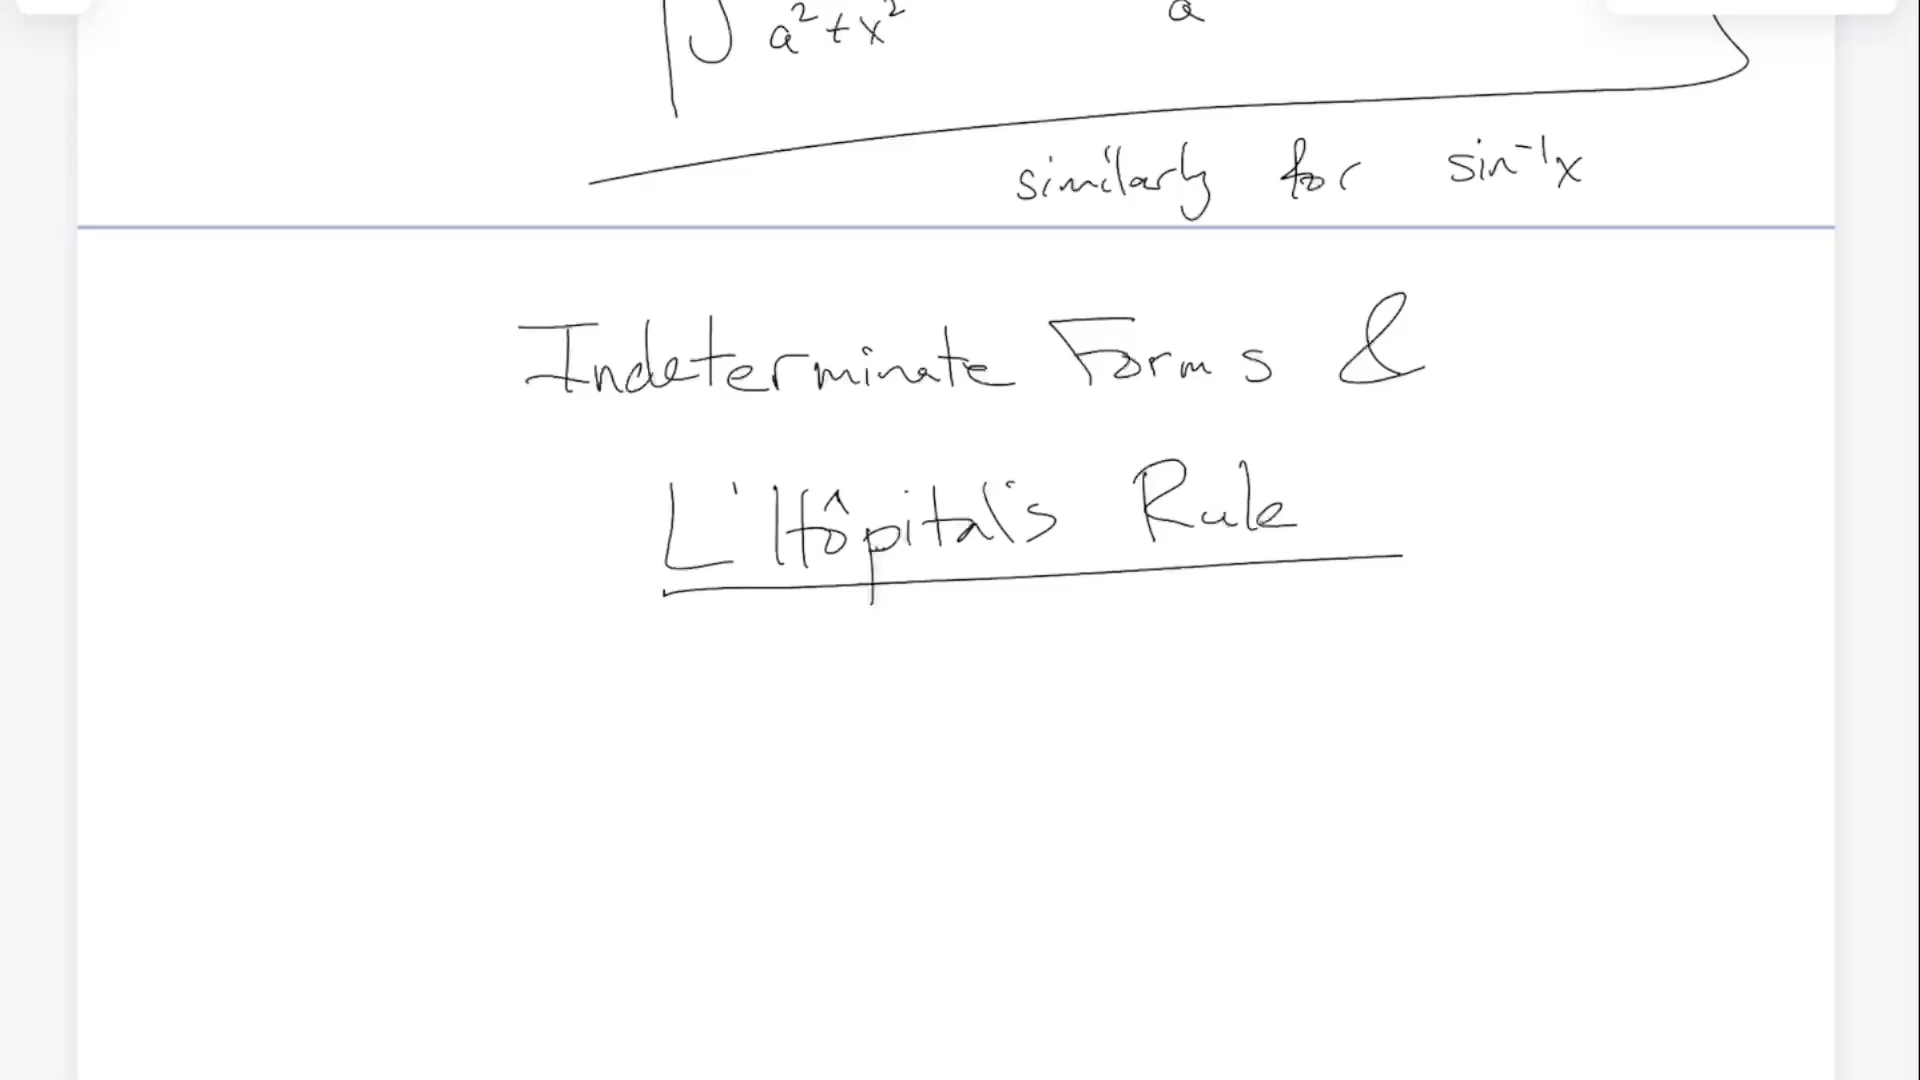 ∫ a²+x² a
similarly for sin⁻¹x
Indeterminate Forms &
L'Hôpital's Rule